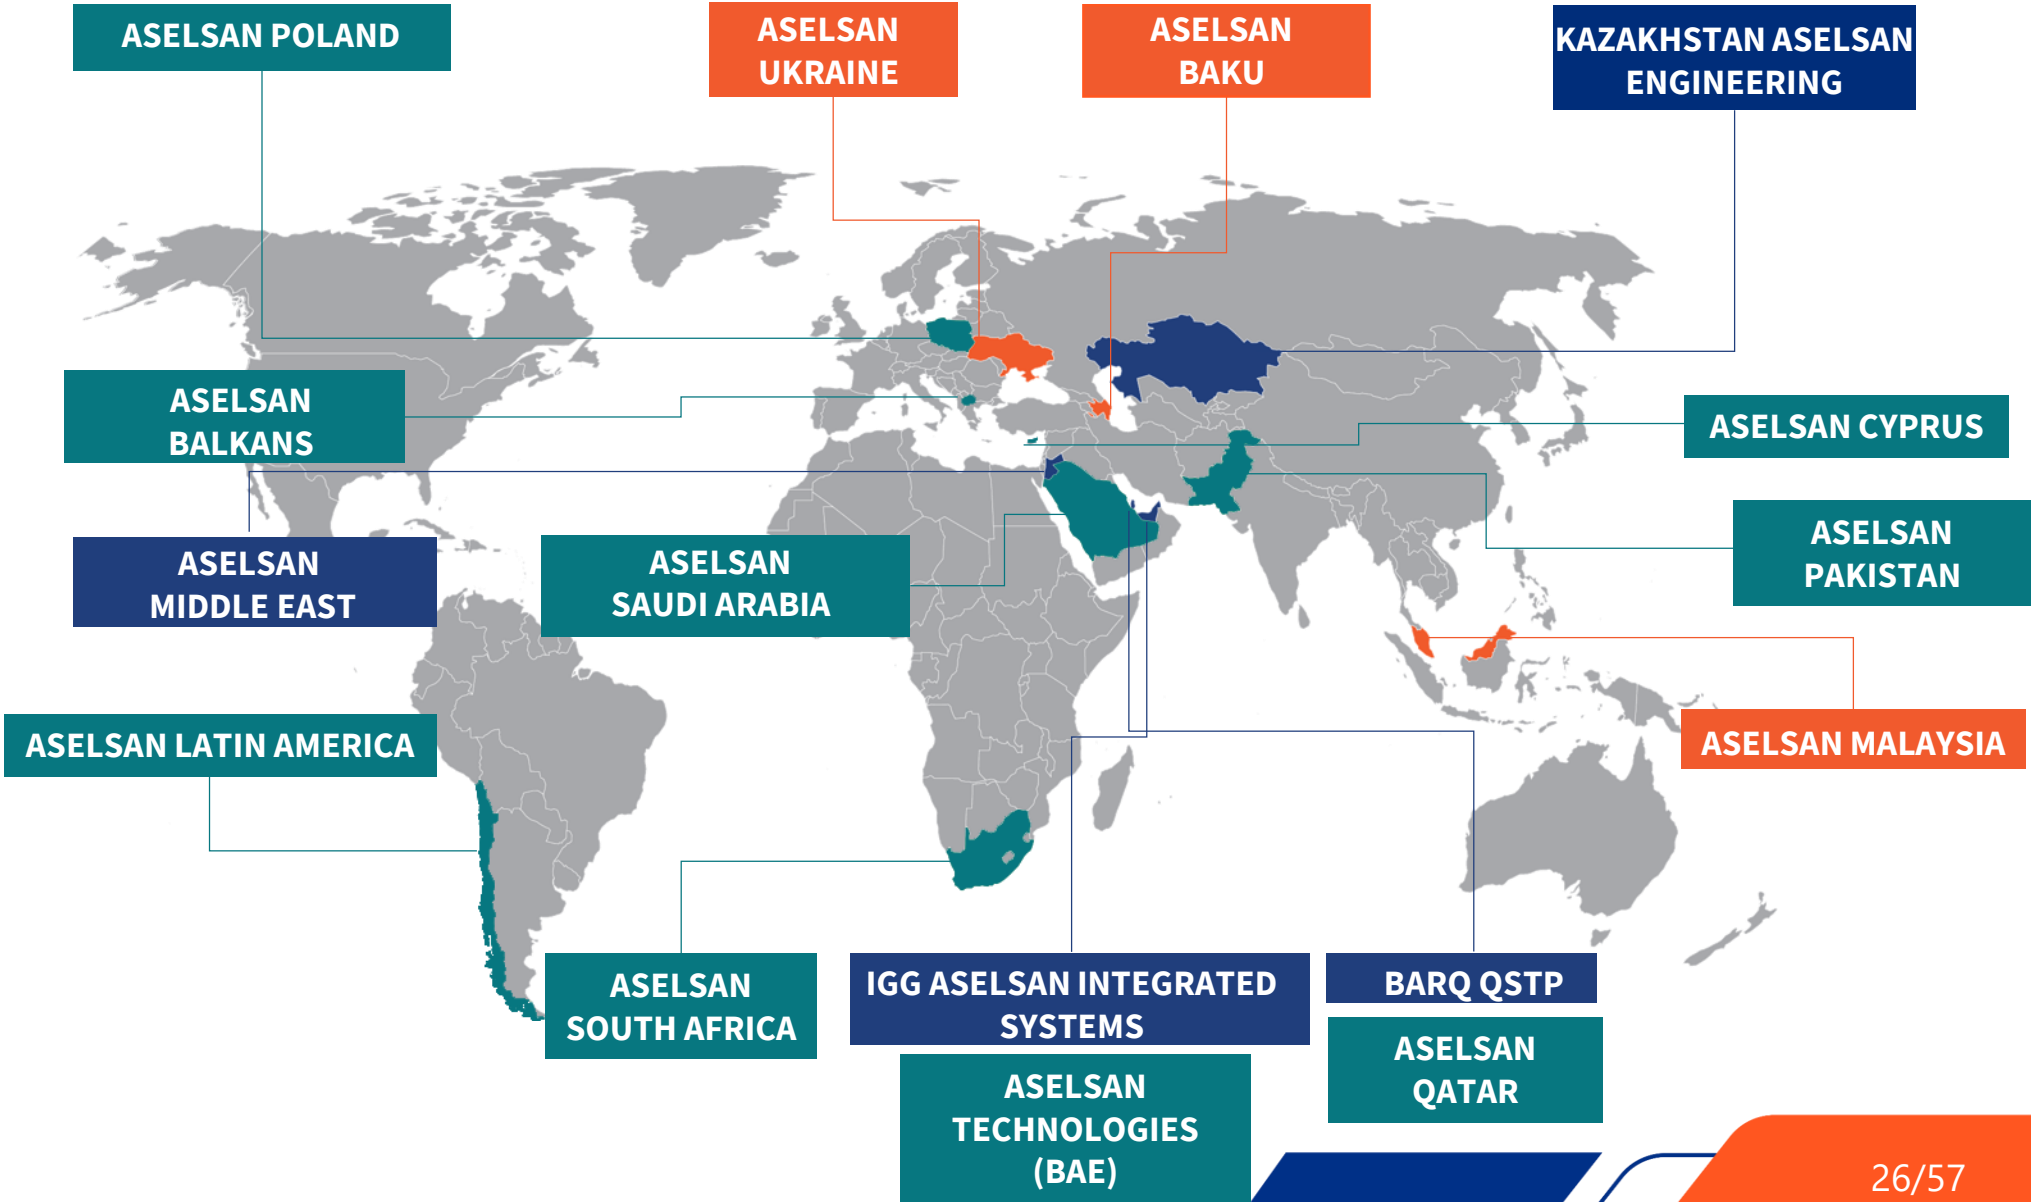 ASELSAN POLAND
ASELSAN
UKRAINE
ASELSAN
BAKU
KAZAKHSTAN ASELSAN
ENGINEERING
ASELSAN
BALKANS
ASELSAN CYPRUS
ASELSAN
MIDDLE EAST
ASELSAN
SAUDI ARABIA
ASELSAN
PAKISTAN
ASELSAN LATIN AMERICA
ASELSAN MALAYSIA
ASELSAN
SOUTH AFRICA
IGG ASELSAN INTEGRATED
SYSTEMS
BARQ QSTP
ASELSAN
QATAR
ASELSAN
TECHNOLOGIES
(BAE)
26/57